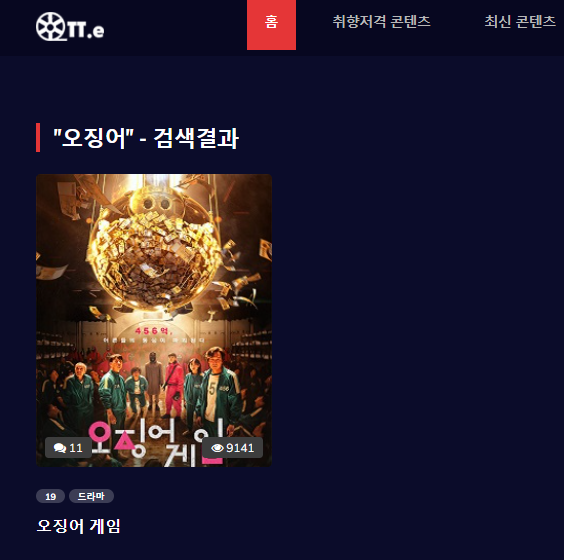 OTT.e
홈
취향저격 콘텐츠
최신 콘텐츠
"오징어" - 검색결과
456억,
오징어
게임
11
9141
19
드라마
오징어 게임